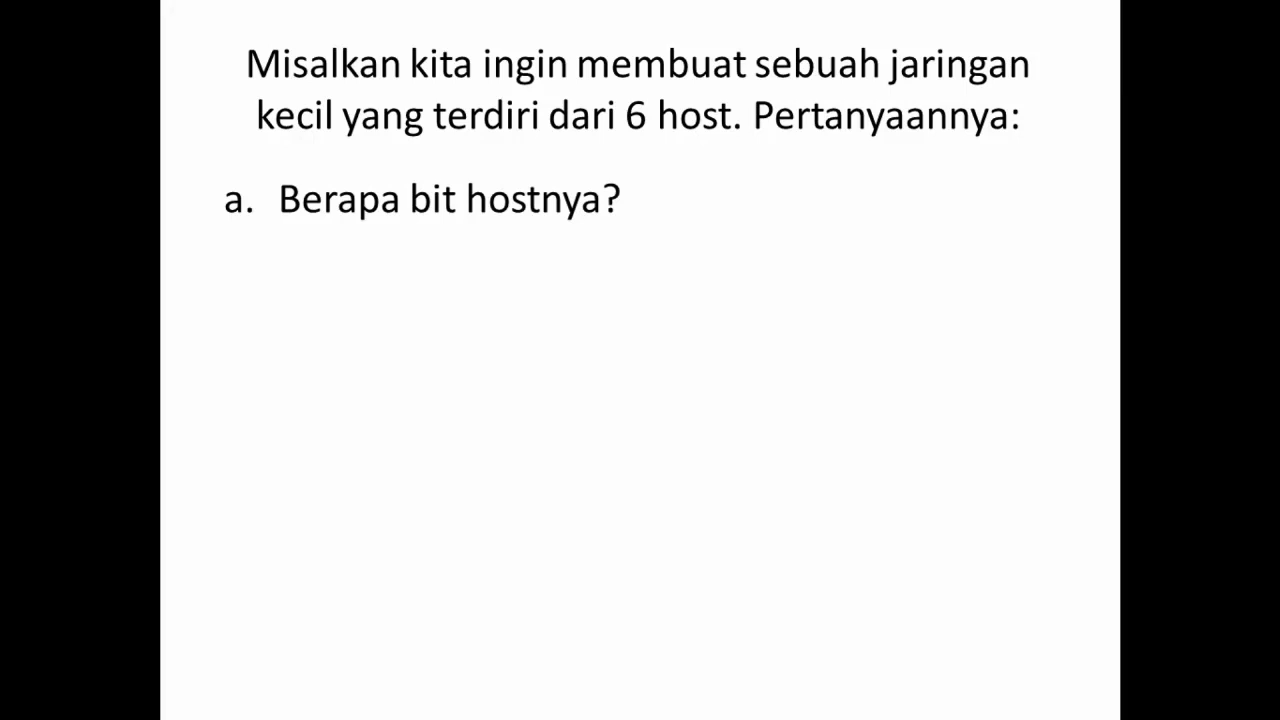 Misalkan kita ingin membuat sebuah jaringan
kecil yang terdiri dari 6 host. Pertanyaannya:
a. Berapa bit hostnya?